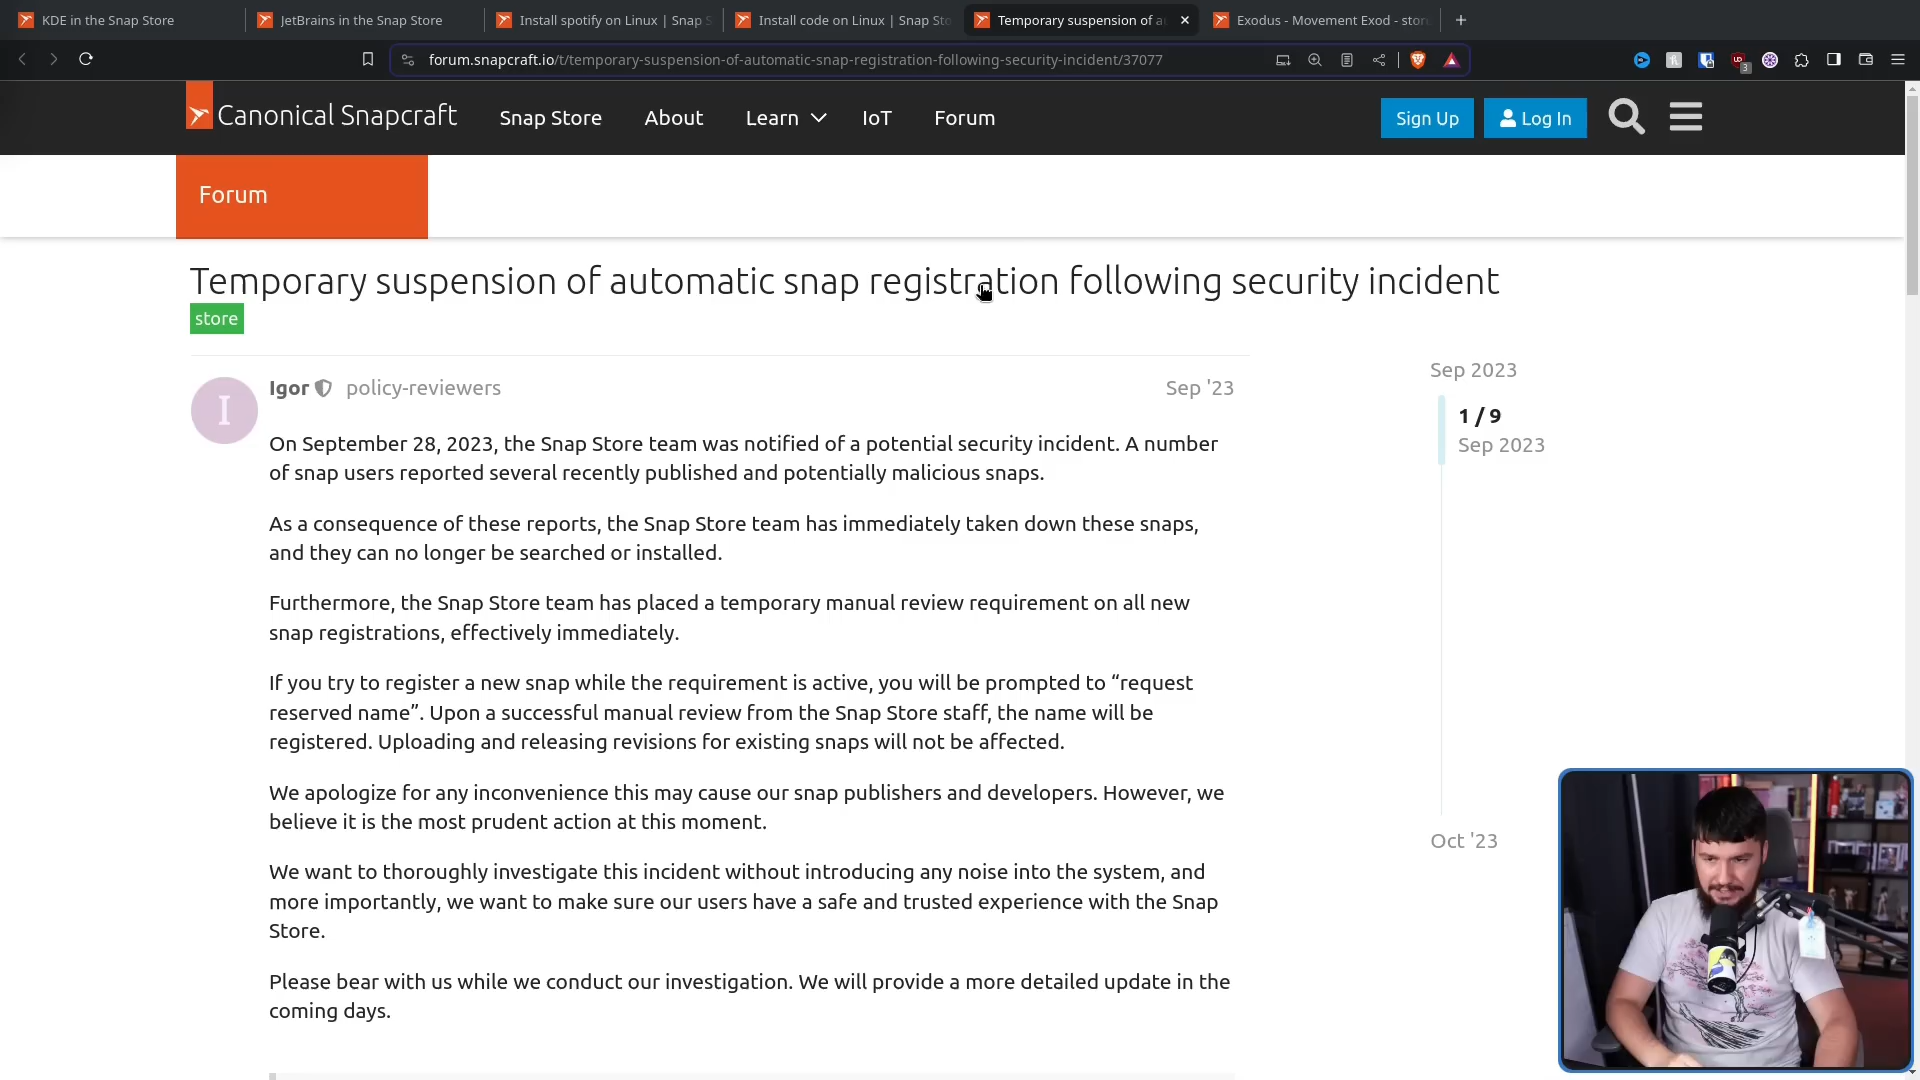 KDE in the Snap Store
JetBrains in the Snap Store
Install spotify on Linux | Snap S
Install code on Linux | Snap Sto
Temporary suspension of a
Exodus - Movement Exod - stor
forum.snapcraft.io/t/temporary-suspension-of-automatic-snap-registration-following-security-incident/37077
3
Canonical Snapcraft
Snap Store
About
Learn
IoT
Forum
Sign Up
Log In
Forum
Temporary suspension of automatic snap registration following security incident
store
I
Igor
policy-reviewers
Sep '23
On September 28, 2023, the Snap Store team was notified of a potential security incident. A number
of snap users reported several recently published and potentially malicious snaps.
As a consequence of these reports, the Snap Store team has immediately taken down these snaps,
and they can no longer be searched or installed.
Furthermore, the Snap Store team has placed a temporary manual review requirement on all new
snap registrations, effectively immediately.
If you try to register a new snap while the requirement is active, you will be prompted to “request
reserved name”. Upon a successful manual review from the Snap Store staff, the name will be
registered. Uploading and releasing revisions for existing snaps will not be affected.
We apologize for any inconvenience this may cause our snap publishers and developers. However, we
believe it is the most prudent action at this moment.
We want to thoroughly investigate this incident without introducing any noise into the system, and
more importantly, we want to make sure our users have a safe and trusted experience with the Snap
Store.
Please bear with us while we conduct our investigation. We will provide a more detailed update in the
coming days.
Sep 2023
1 / 9
Sep 2023
Oct '23